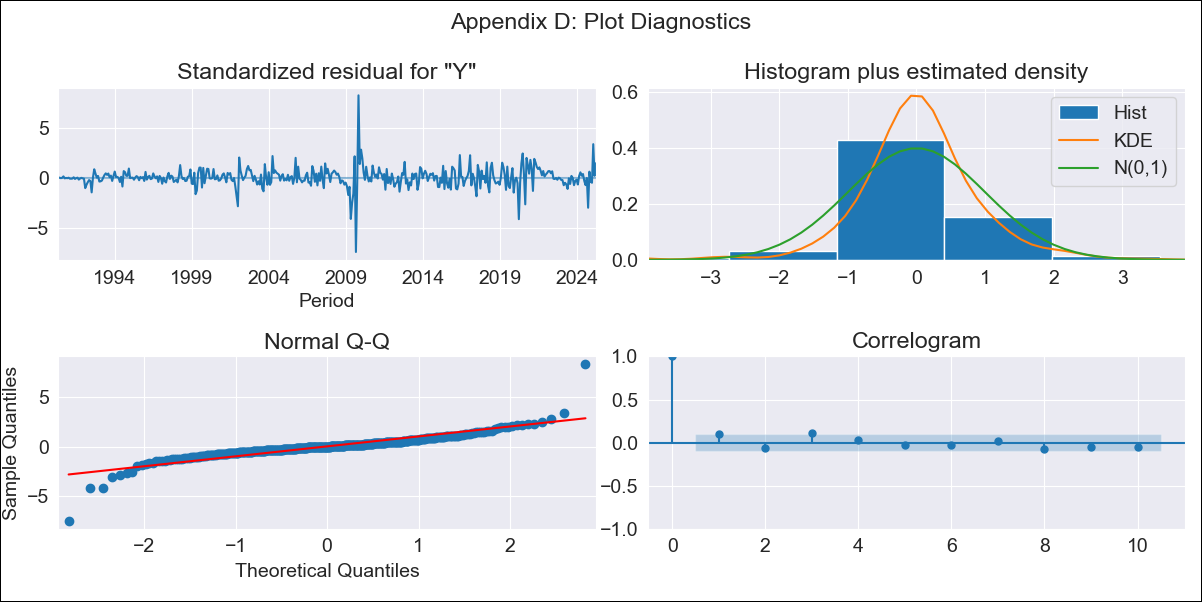 Appendix D: Plot Diagnostics
Standardized residual for "Y"
5
0
−5
1994 1999 2004 2009 2014 2019 2024
Period
Histogram plus estimated density
0.6
0.4
0.2
0.0
−3 −2 −1 0 1 2 3
Hist
KDE
N(0,1)
Normal Q-Q
Sample Quantiles
5
0
−5
−2 −1 0 1 2
Theoretical Quantiles
Correlogram
1.0
0.5
0.0
−0.5
−1.0
0 2 4 6 8 10